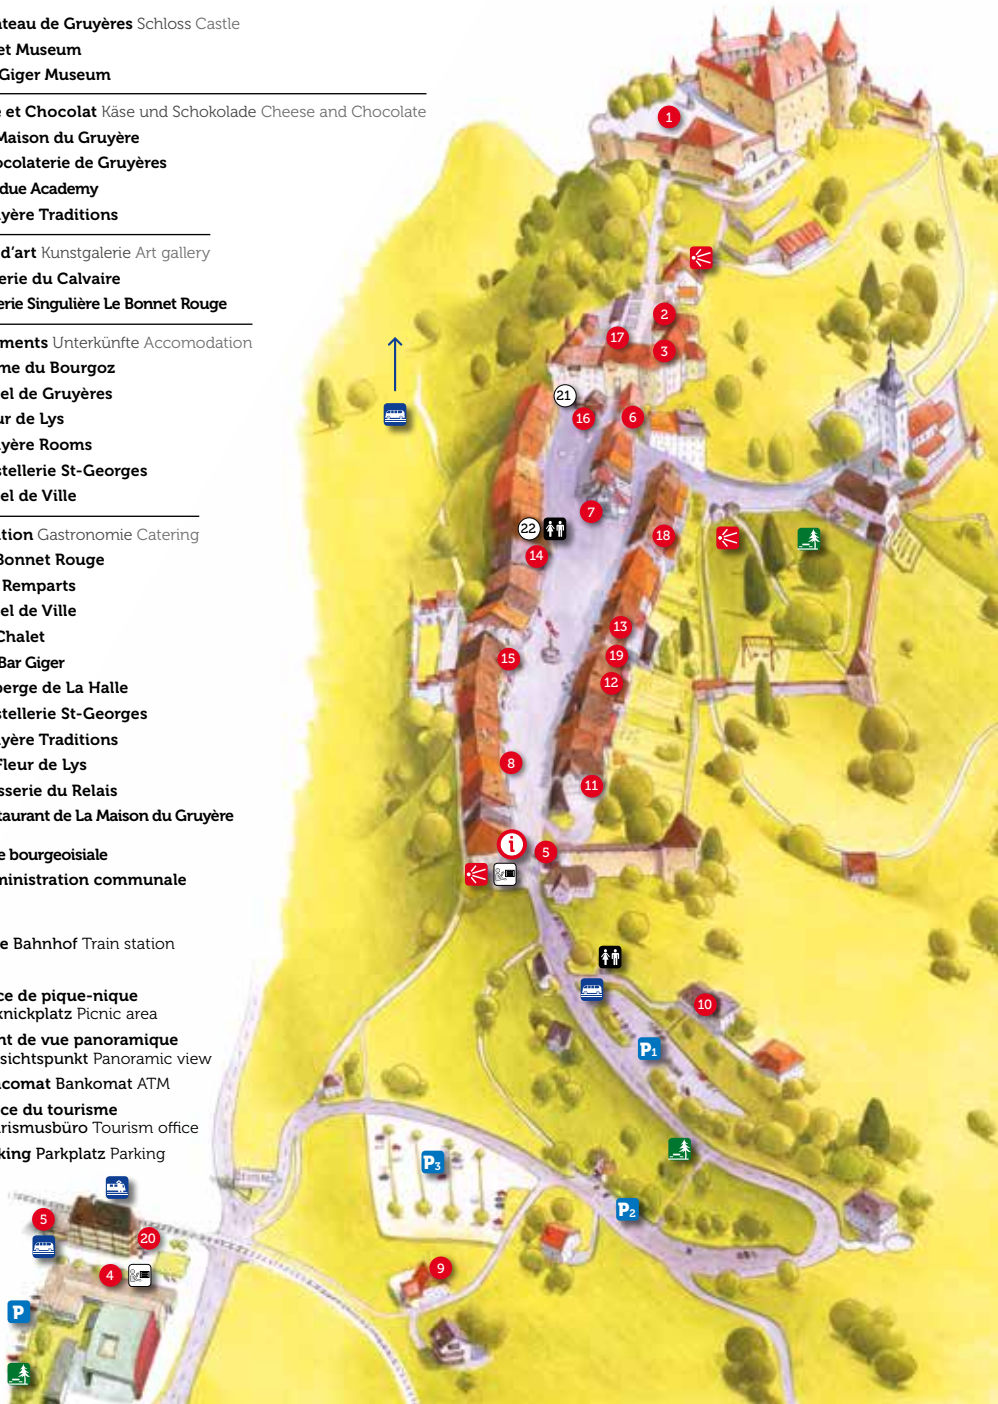 teau de Gruyères Schloss Castle
et Museum
Giger Museum
e et Chocolat Käse und Schokolade Cheese and Chocolate
Maison du Gruyère
ocolaterie de Gruyères
due Academy
yère Traditions
d'art Kunstgalerie Art gallery
erie du Calvaire
erie Singulière Le Bonnet Rouge
ments Unterkünfte Accomodation
me du Bourgoz
el de Gruyères
ur de Lys
yère Rooms
stellerie St-Georges
el de Ville
tion Gastronomie Catering
Bonnet Rouge
Remparts
el de Ville
Chalet
Bar Giger
berge de La Halle
stellerie St-Georges
yère Traditions
Fleur de Lys
sserie du Relais
taurant de La Maison du Gruyère
e bourgeoisiale
ministration communale
e Bahnhof Train station
ce de pique-nique
knickplatz Picnic area
nt de vue panoramique
sichtspunkt Panoramic view
comat Bankomat ATM
ice du tourisme
rismusbüro Tourism office
king Parkplatz Parking
1
2
17
3
21
16
6
7
22
18
14
13
15
19
12
8
11
i
5
10
P1
P3
P2
5
20
4
9
P